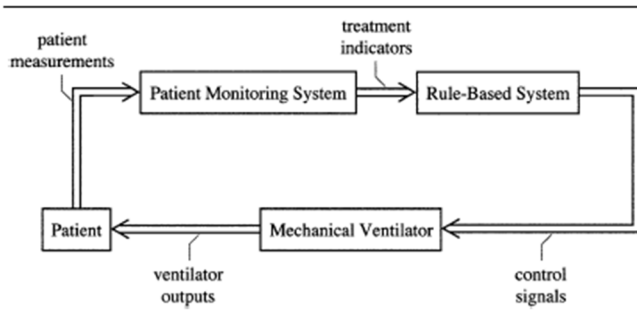 patient
measurements
treatment
indicators
Patient Monitoring System
Rule-Based System
Patient
Mechanical Ventilator
ventilator
outputs
control
signals